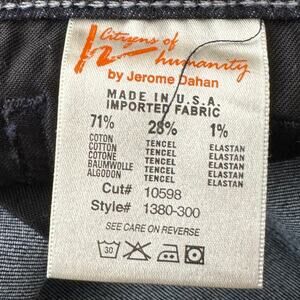 Citizens of
humanity
by Jerome Dahan
MADE IN U.S.A.
IMPORTED FABRIC
71% 28% 1%
COTTON TENCEL ELASTAN
COTTON TENCEL ELASTAN
COTONE TENCEL ELASTAN
BAUMWOLLE TENCEL ELASTAN
ALGODON TENCEL ELASTAN
Cut# 10598
Style# 1380-300
SEE CARE ON REVERSE
30